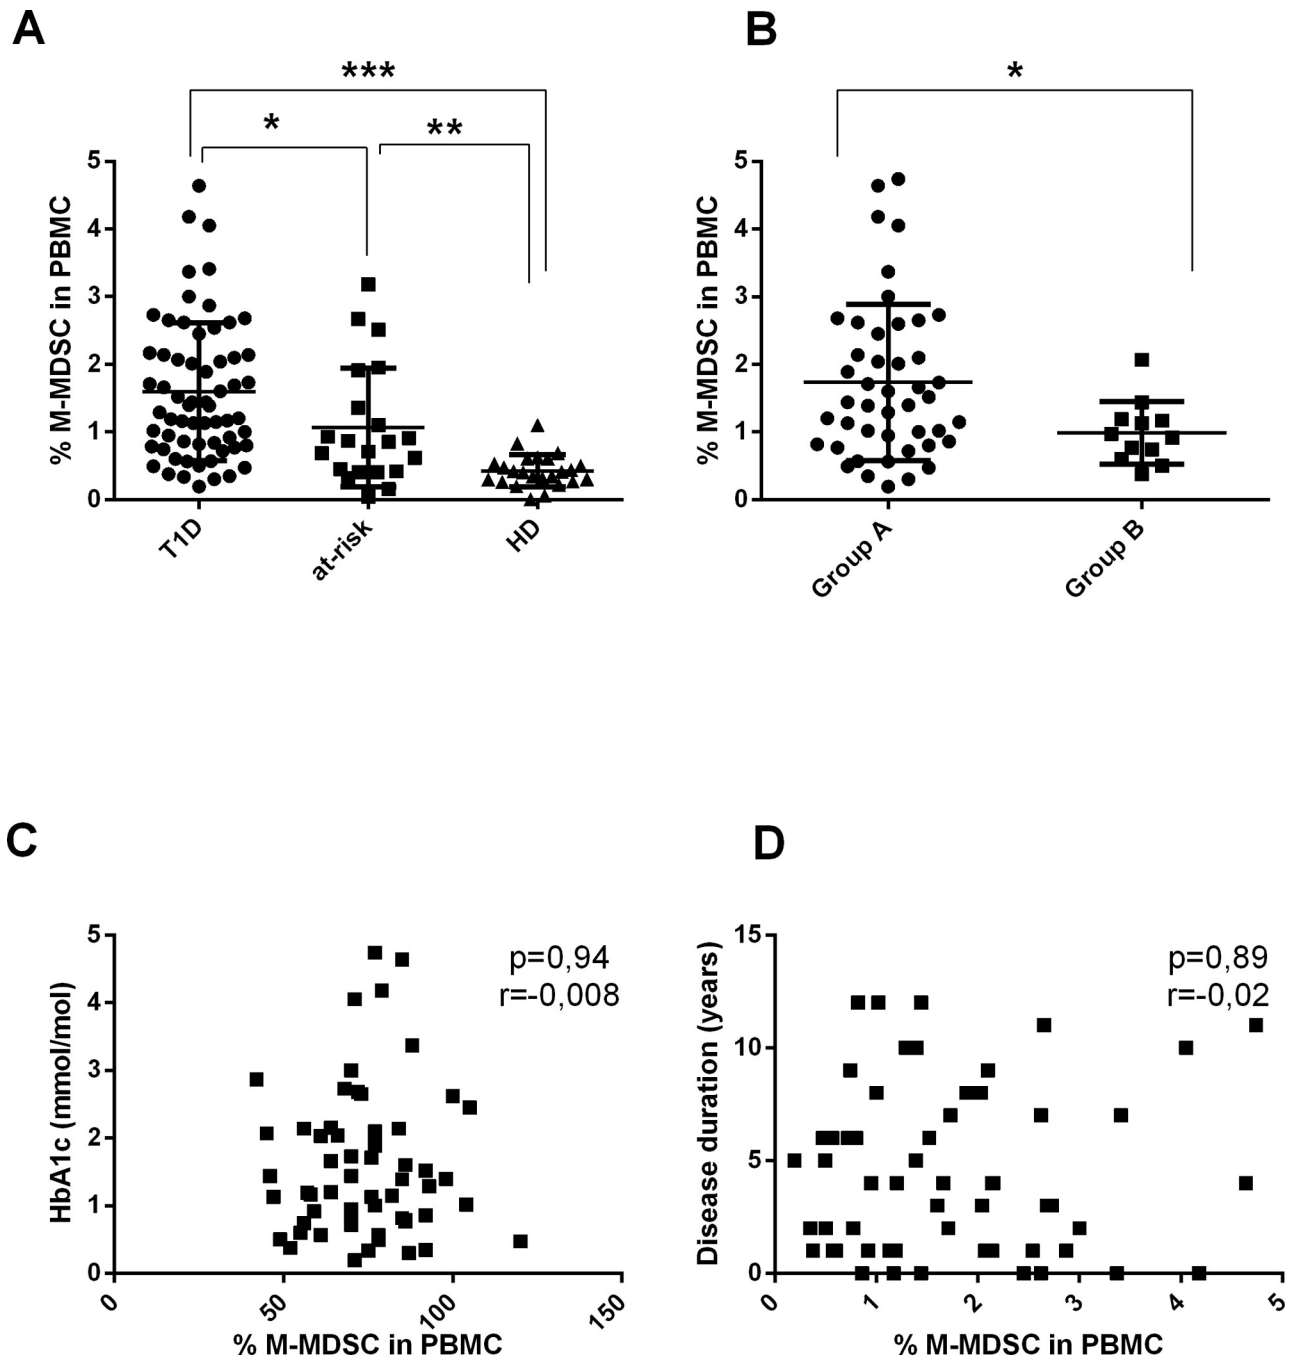 A
***
*
**
% M-MDSC in PBMC
5
4
3
2
1
0
T1D
at-risk
HD
B
*
% M-MDSC in PBMC
5
4
3
2
1
0
Group A
Group B
C
p=0,94
r=-0,008
HbA1c (mmol/mol)
5
4
3
2
1
0
0
50
100
150
% M-MDSC in PBMC
D
p=0,89
r=-0,02
Disease duration (years)
15
10
5
0
0
1
2
3
4
5
% M-MDSC in PBMC